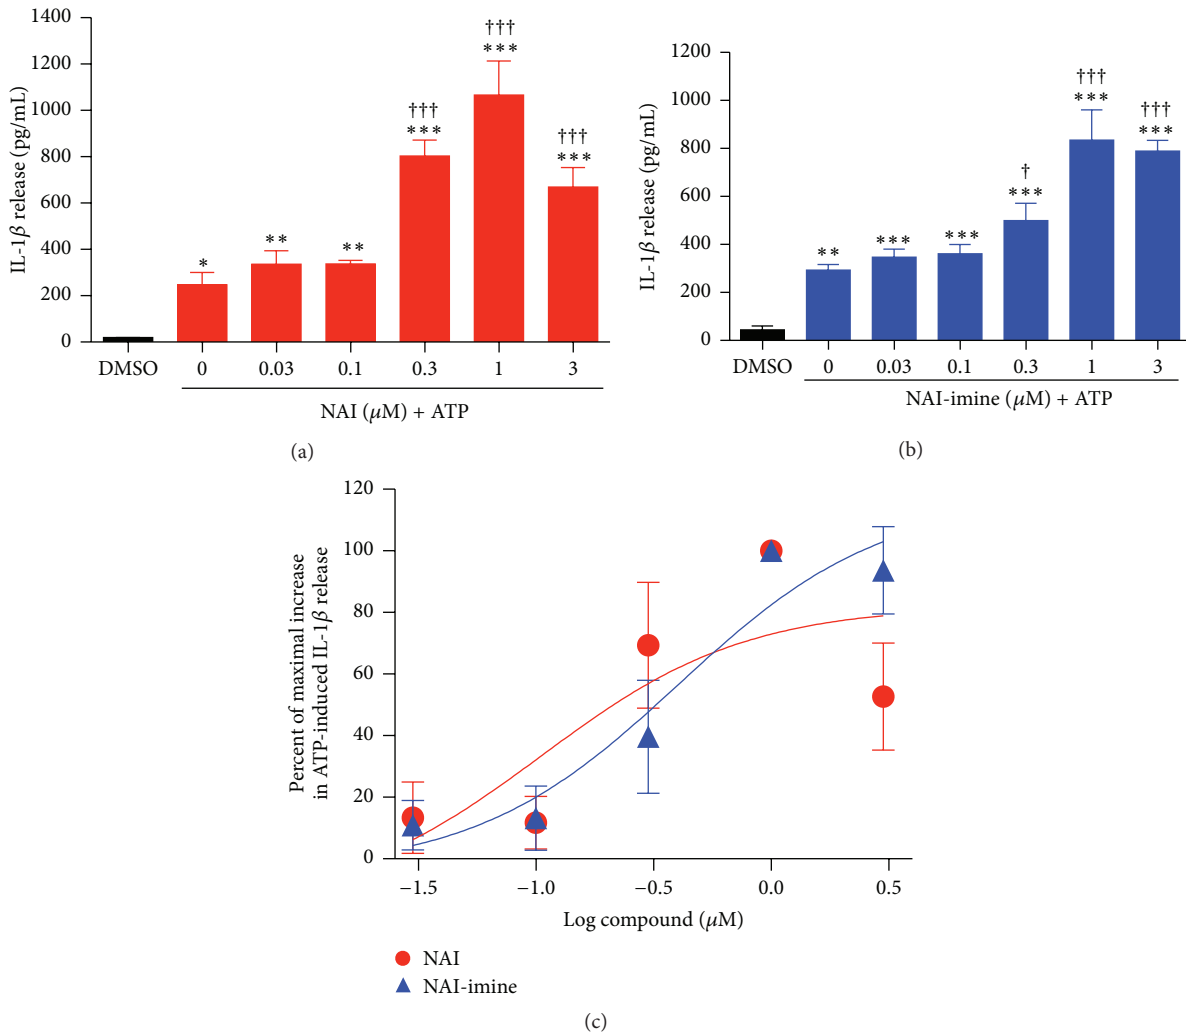 1400
1200
1000
800
600
400
200
0
IL-1β release (pg/mL)
*
**
**
†††
***
†††
***
†††
***
DMSO 0 0.03 0.1 0.3 1 3
NAI (μM) + ATP
(a)
1200
1000
800
600
400
200
0
IL-1β release (pg/mL)
**
***
***
†
***
†††
***
†††
***
DMSO 0 0.03 0.1 0.3 1 3
NAI-imine (μM) + ATP
(b)
120
100
80
60
40
20
0
Percent of maximal increase
in ATP-induced IL-1β release
−1.5 −1.0 −0.5 0.0 0.5
Log compound (μM)
NAI
NAI-imine
(c)